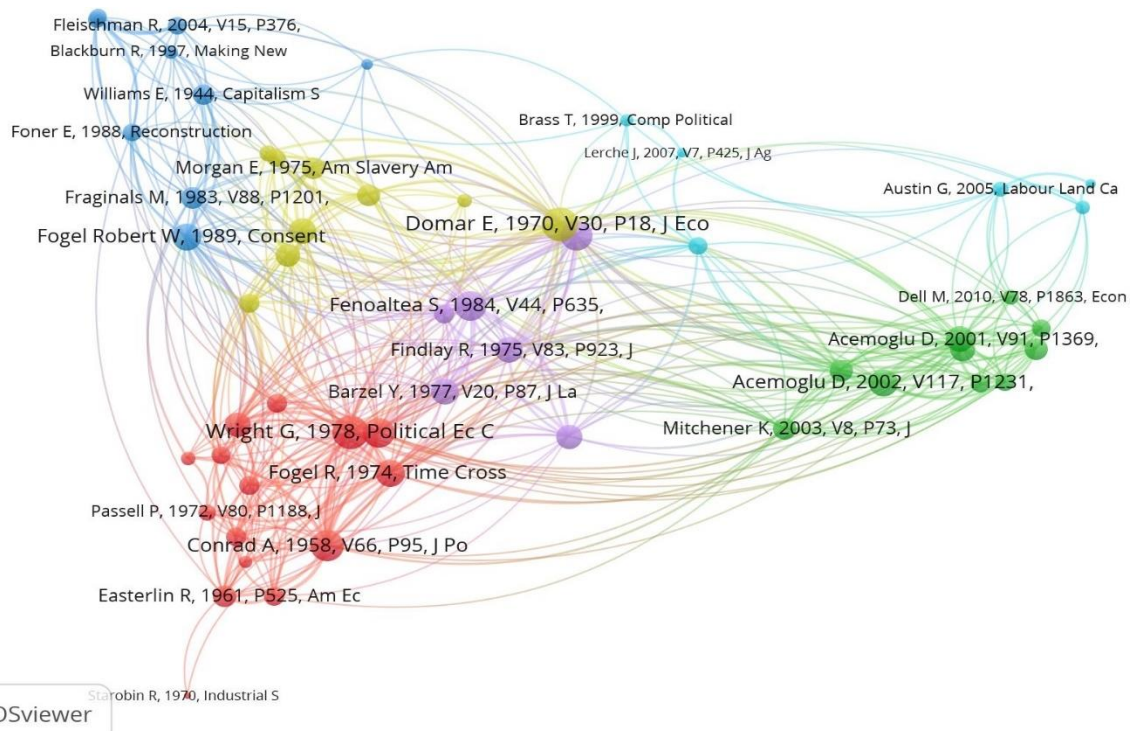 Fleischman R, 2004, V15, P376,
Blackburn R, 1997, Making New
Williams E, 1944, Capitalism S
Brass T, 1999, Comp Political
Foner E, 1988, Reconstruction
Lerche J, 2007, V7, P425, J Ag
Morgan E, 1975, Am Slavery Am
Austin G, 2005, Labour Land Ca
Fraginals M, 1983, V88, P1201,
Domar E, 1970, V30, P18, J Eco
Fogel Robert W, 1989, Consent
Dell M, 2010, V78, P1863, Econ
Fenoaltea S, 1984, V44, P635,
Acemoglu D, 2001, V91, P1369,
Findlay R, 1975, V83, P923, J
Acemoglu D, 2002, V117, P1231,
Barzel Y, 1977, V20, P87, J La
Mitchener K, 2003, V8, P73, J
Wright G, 1978, Political Ec C
Fogel R, 1974, Time Cross
Passell P, 1972, V80, P1188, J
Conrad A, 1958, V66, P95, J Po
Easterlin R, 1961, P525, Am Ec
Starobin R, 1970, Industrial S
OSviewer